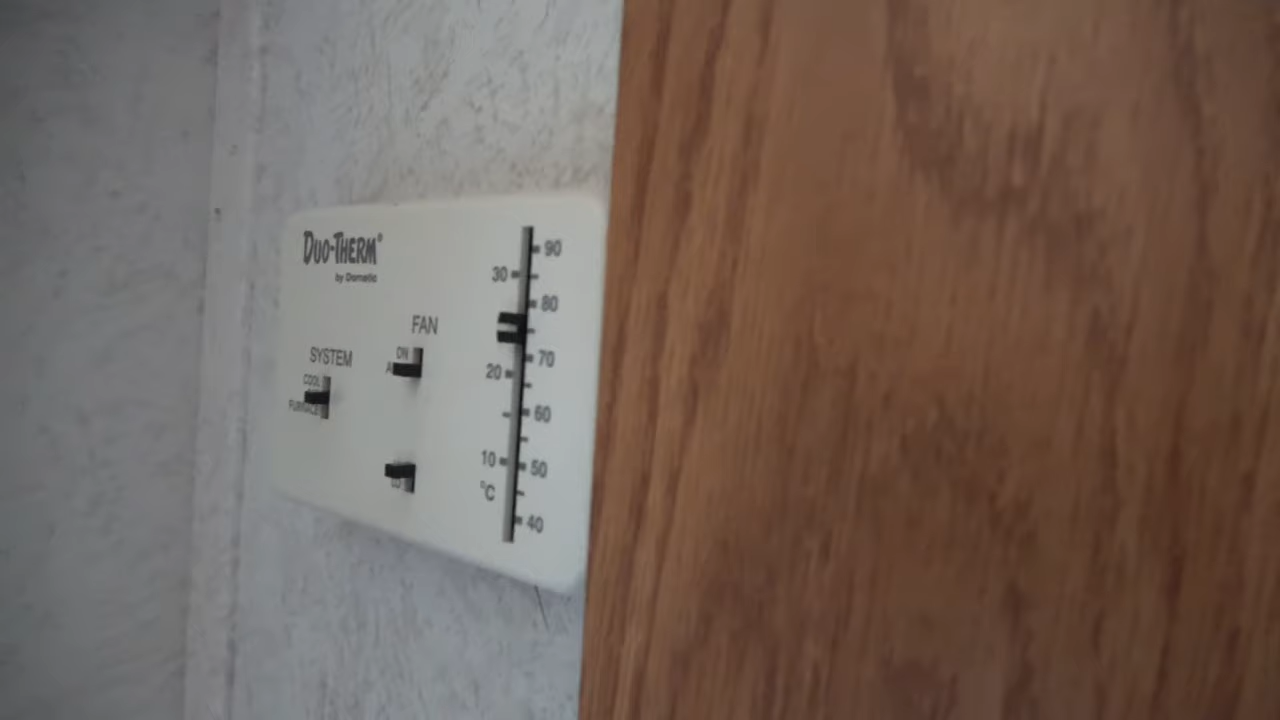 DUO-THERM®
by Dometic
SYSTEM
COOL
FURNACE
FAN
ON
90
30
80
70
20
60
10
50
°C
40